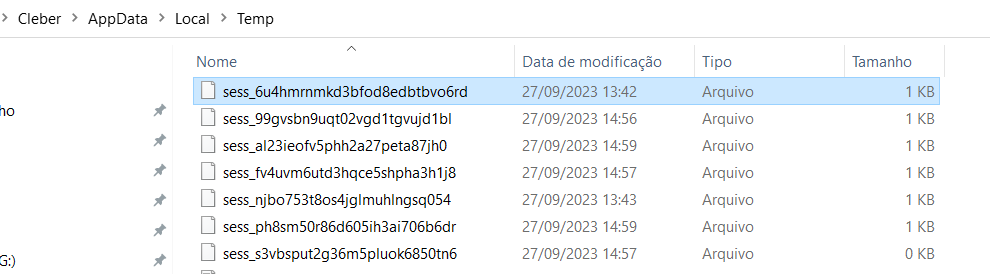 Cleber > AppData > Local > Temp
Nome Data de modificação Tipo Tamanho
sess_6u4hmrnmkd3bfod8edbtbvo6rd 27/09/2023 13:42 Arquivo 1 KB
ho
sess_99gvsbn9uqt02vgd1tgvujd1bl 27/09/2023 14:56 Arquivo 1 KB
sess_al23ieofv5phh2a27peta87jh0 27/09/2023 14:59 Arquivo 1 KB
sess_fv4uvm6utd3hqce5shpha3h1j8 27/09/2023 14:57 Arquivo 1 KB
sess_njbo753t8os4jglmuhlngsq054 27/09/2023 13:43 Arquivo 1 KB
sess_ph8sm50r86d605ih3ai706b6dr 27/09/2023 14:59 Arquivo 1 KB
sess_s3vbsput2g36m5pluok6850tn6 27/09/2023 14:57 Arquivo 0 KB
G:)